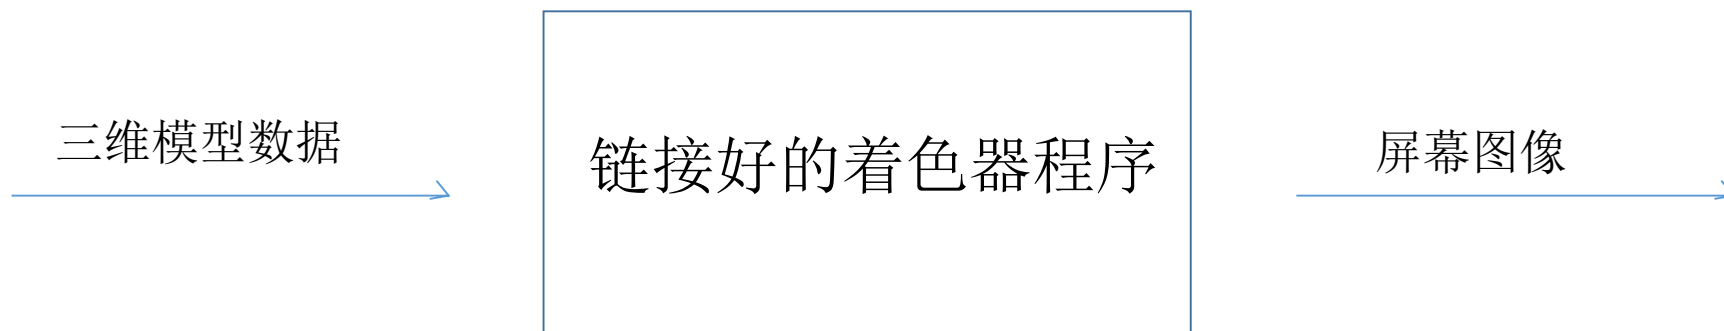 三维模型数据
链接好的着色器程序
屏幕图像